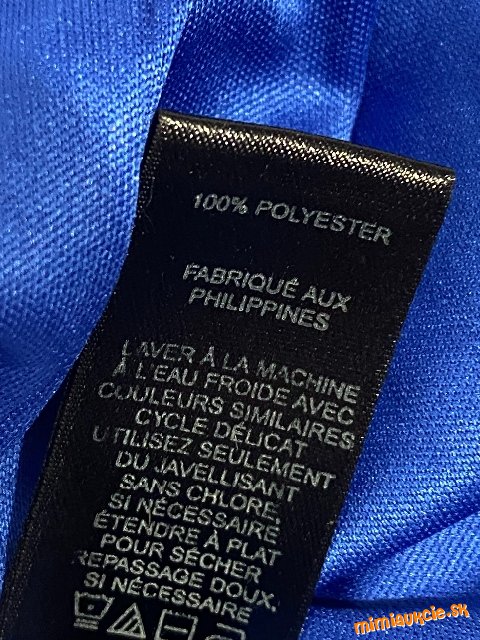 100% POLYESTER
FABRIQUÉ AUX
PHILIPPINES
LAVER À LA MACHINE
À L'EAU FROIDE AVEC
COULEURS SIMILAIRES
CYCLE DÉLICAT
UTILISEZ SEULEMENT
DU JAVELLISANT
SANS CHLORE,
SI NÉCESSAIRE
ÉTENDRE À PLAT
POUR SÉCHER
REPASSAGE DOUX,
SI NÉCESSAIRE
mimiaukcie.sk